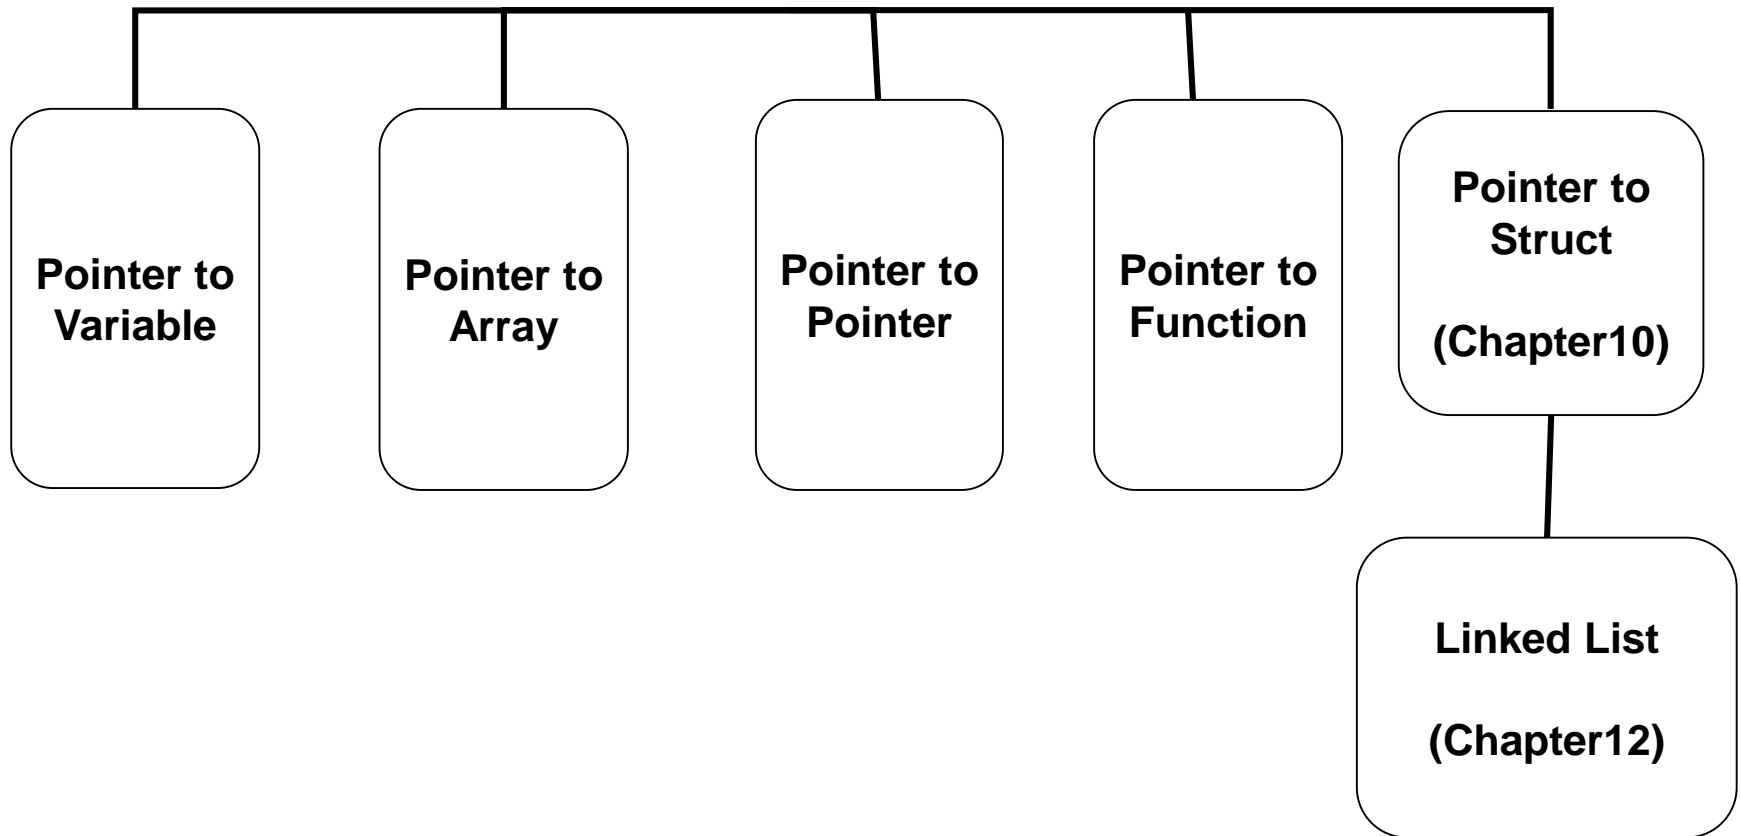 Pointer to
Variable
Pointer to
Array
Pointer to
Pointer
Pointer to
Function
Pointer to
Struct
(Chapter10)
Linked List
(Chapter12)